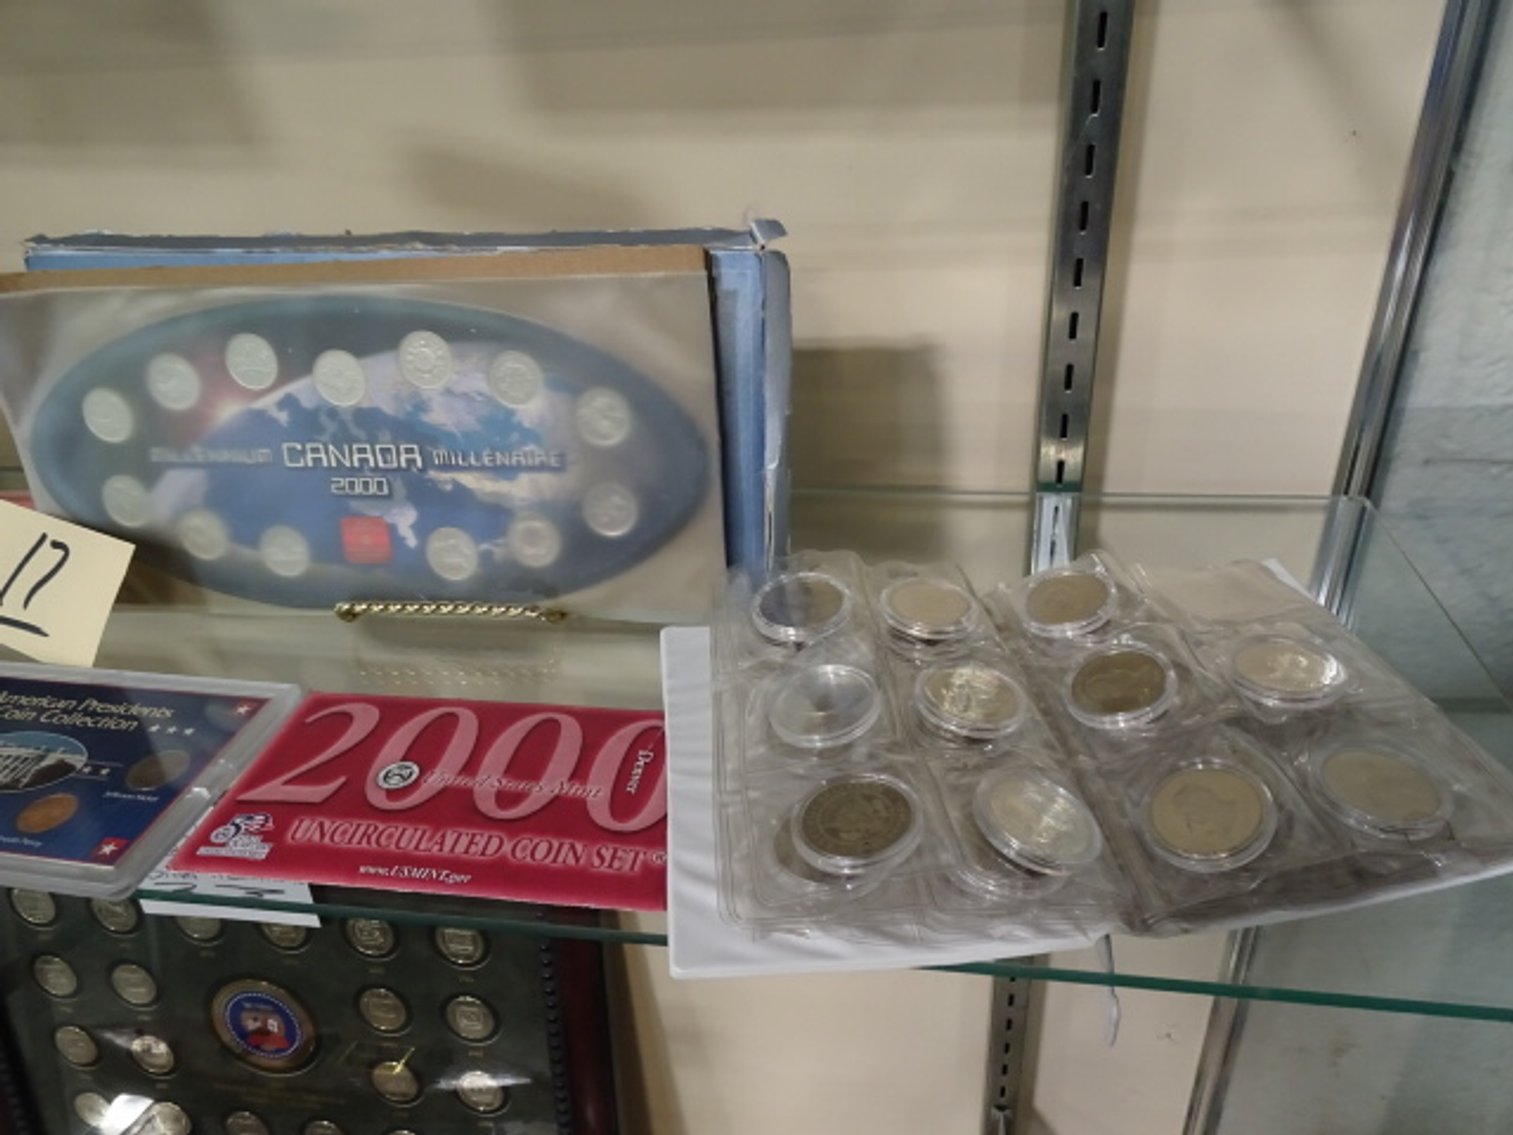 MILLENNIUM CANADA MILLÉNAIRE
2000
17
American Presidents
Coin Collection
2000
Denver
United States Mint
UNCIRCULATED COIN SET
www.USMINT.gov